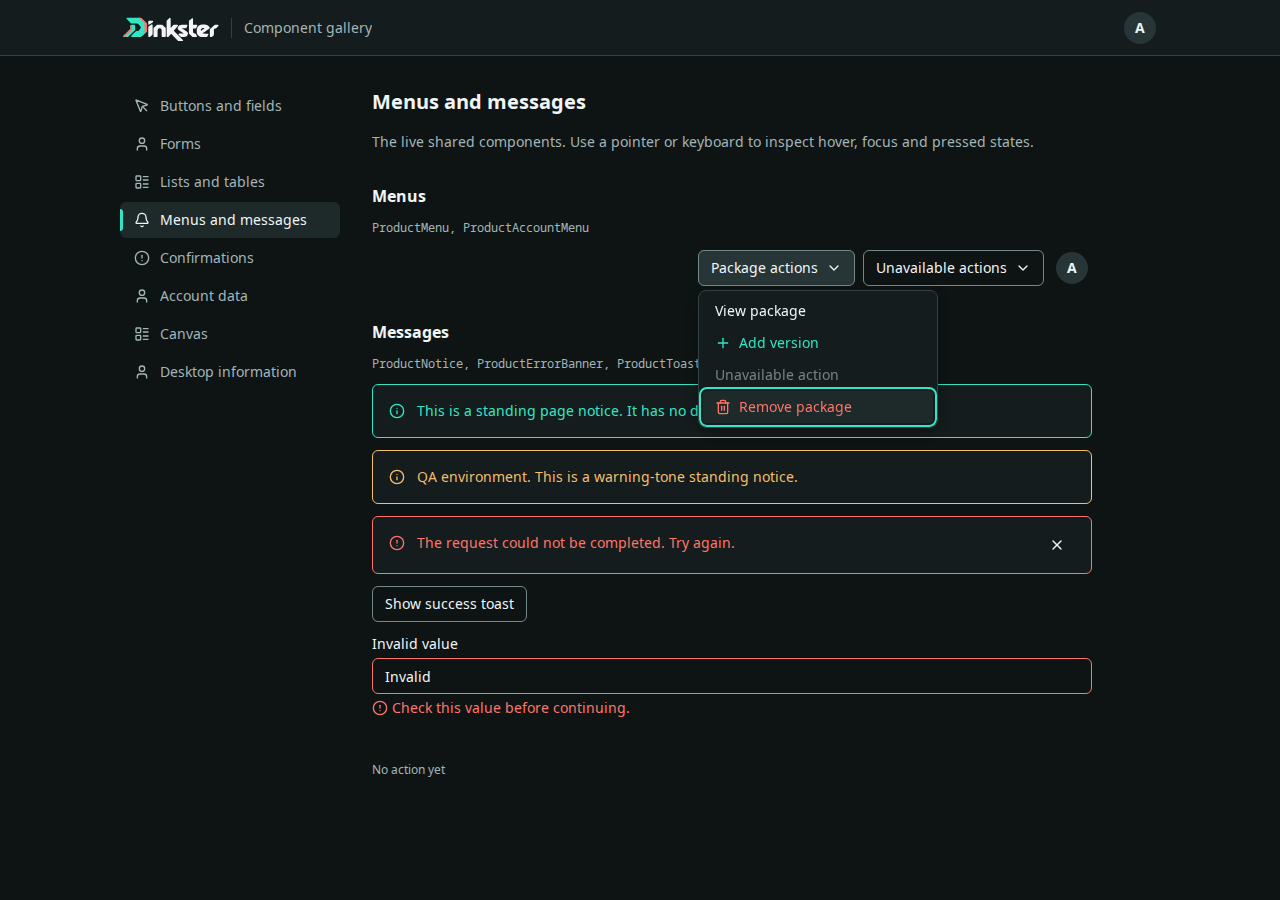 Dinkster
Component gallery
A
Buttons and fields
Forms
Lists and tables
Menus and messages
Confirmations
Account data
Canvas
Desktop information
Menus and messages
The live shared components. Use a pointer or keyboard to inspect hover, focus and pressed states.
Menus
ProductMenu, ProductAccountMenu
Package actions
Unavailable actions
A
View package
Add version
Unavailable action
Remove package
Messages
ProductNotice, ProductErrorBanner, ProductToast
This is a standing page notice. It has no
QA environment. This is a warning-tone standing notice.
The request could not be completed. Try again.
Show success toast
Invalid value
Invalid
Check this value before continuing.
No action yet